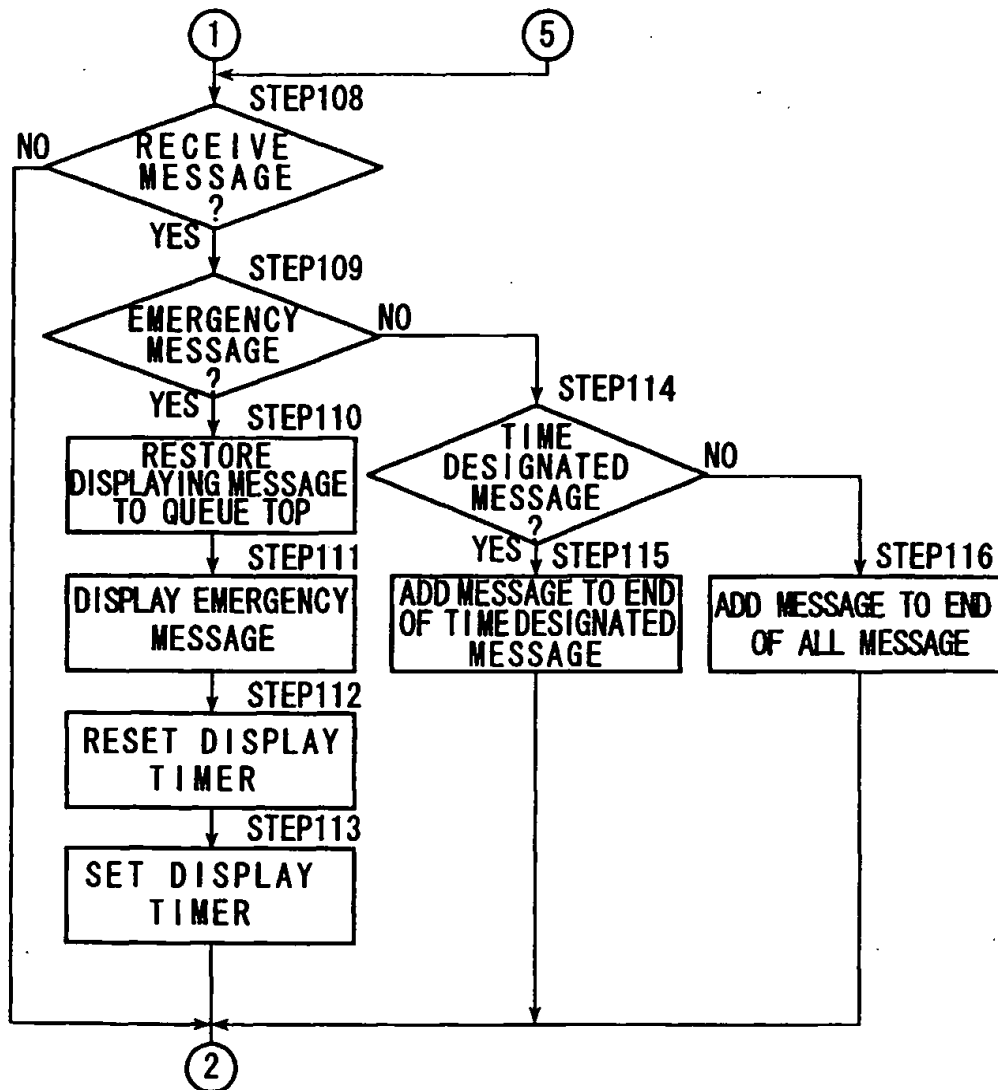 1
5
STEP108
NO
RECEIVE
MESSAGE
?
YES
STEP109
EMERGENCY
MESSAGE
?
NO
YES
STEP110
RESTORE
DISPLAYING MESSAGE
TO QUEUE TOP
STEP111
DISPLAY EMERGENCY
MESSAGE
STEP112
RESET DISPLAY
TIMER
STEP113
SET DISPLAY
TIMER
STEP114
TIME
DESIGNATED
MESSAGE
?
NO
YES
STEP115
ADD MESSAGE TO END
OF TIME DESIGNATED
MESSAGE
STEP116
ADD MESSAGE TO END
OF ALL MESSAGE
2